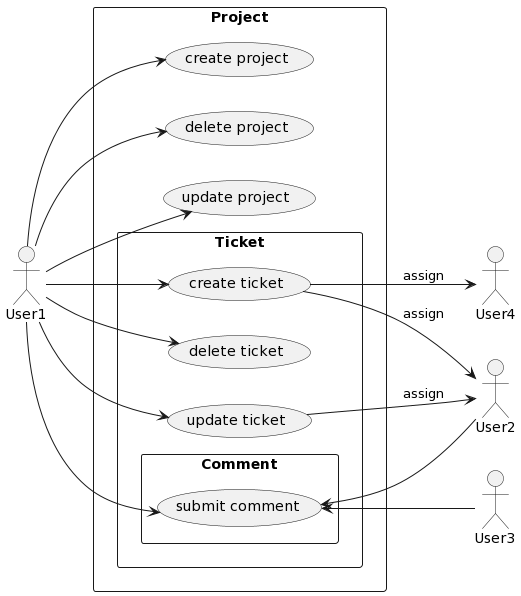 Project
create project
delete project
update project
Ticket
create ticket
assign
User4
User1
assign
delete ticket
assign
update ticket
User2
Comment
submit comment
User3